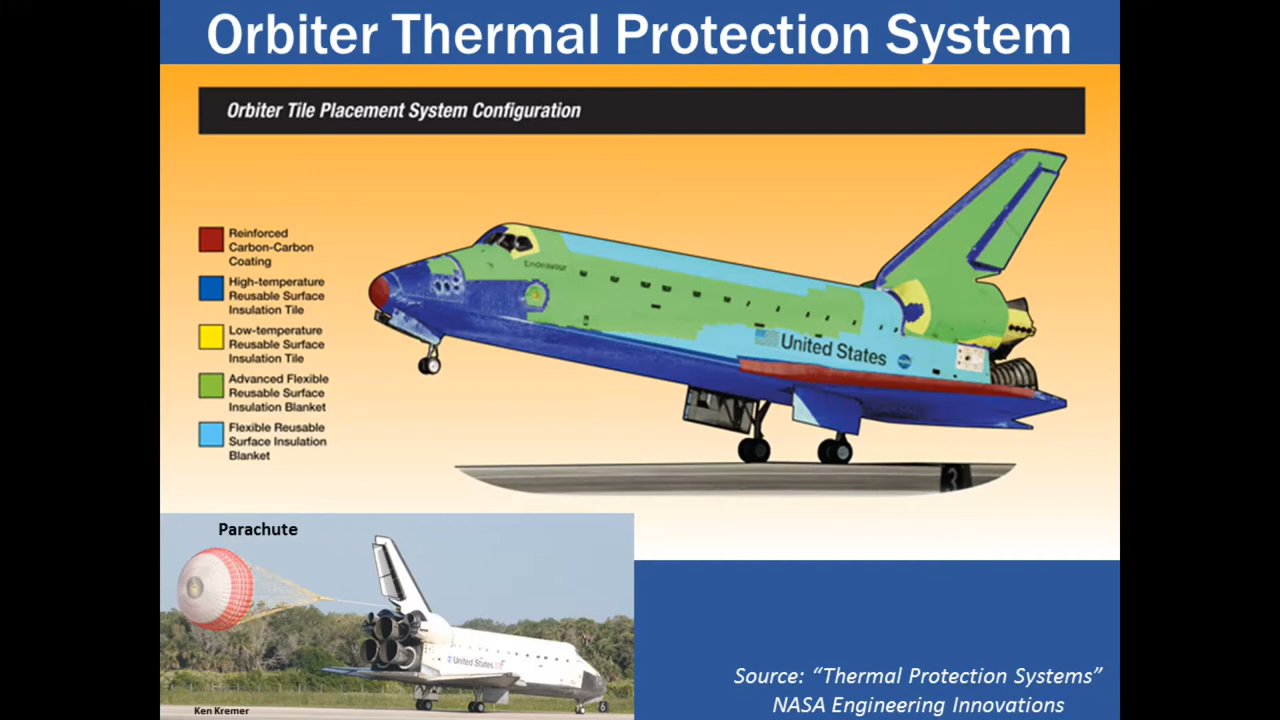 Orbiter Thermal Protection System
Orbiter Tile Placement System Configuration
Reinforced
Carbon-Carbon
Coating
High-temperature
Reusable Surface
Insulation Tile
Low-temperature
Reusable Surface
Insulation Tile
Advanced Flexible
Reusable Surface
Insulation Blanket
Flexible Reusable
Surface Insulation
Blanket
Endeavour
United States
3
Parachute
United States
Ken Kremer
Source: “Thermal Protection Systems”
NASA Engineering Innovations